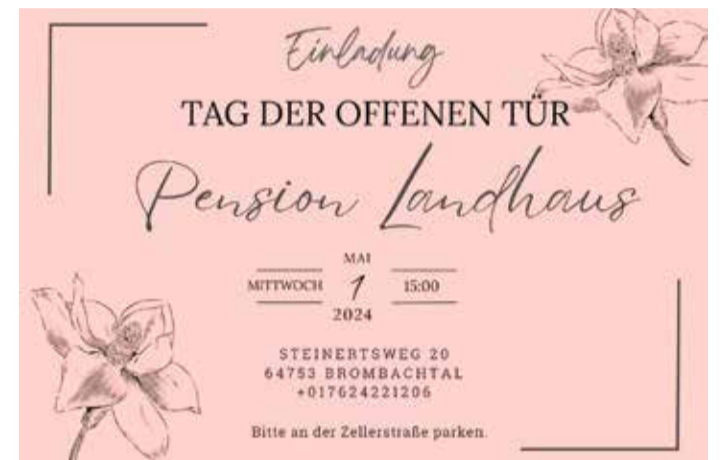 Einladung
TAG DER OFFENEN TÜR
Pension Landhaus
MAI
MITTWOCH 1 15:00
2024
STEINERTSWEG 20
64753 BROMBACHTAL
+017624221206
Bitte an der Zellerstraße parken.